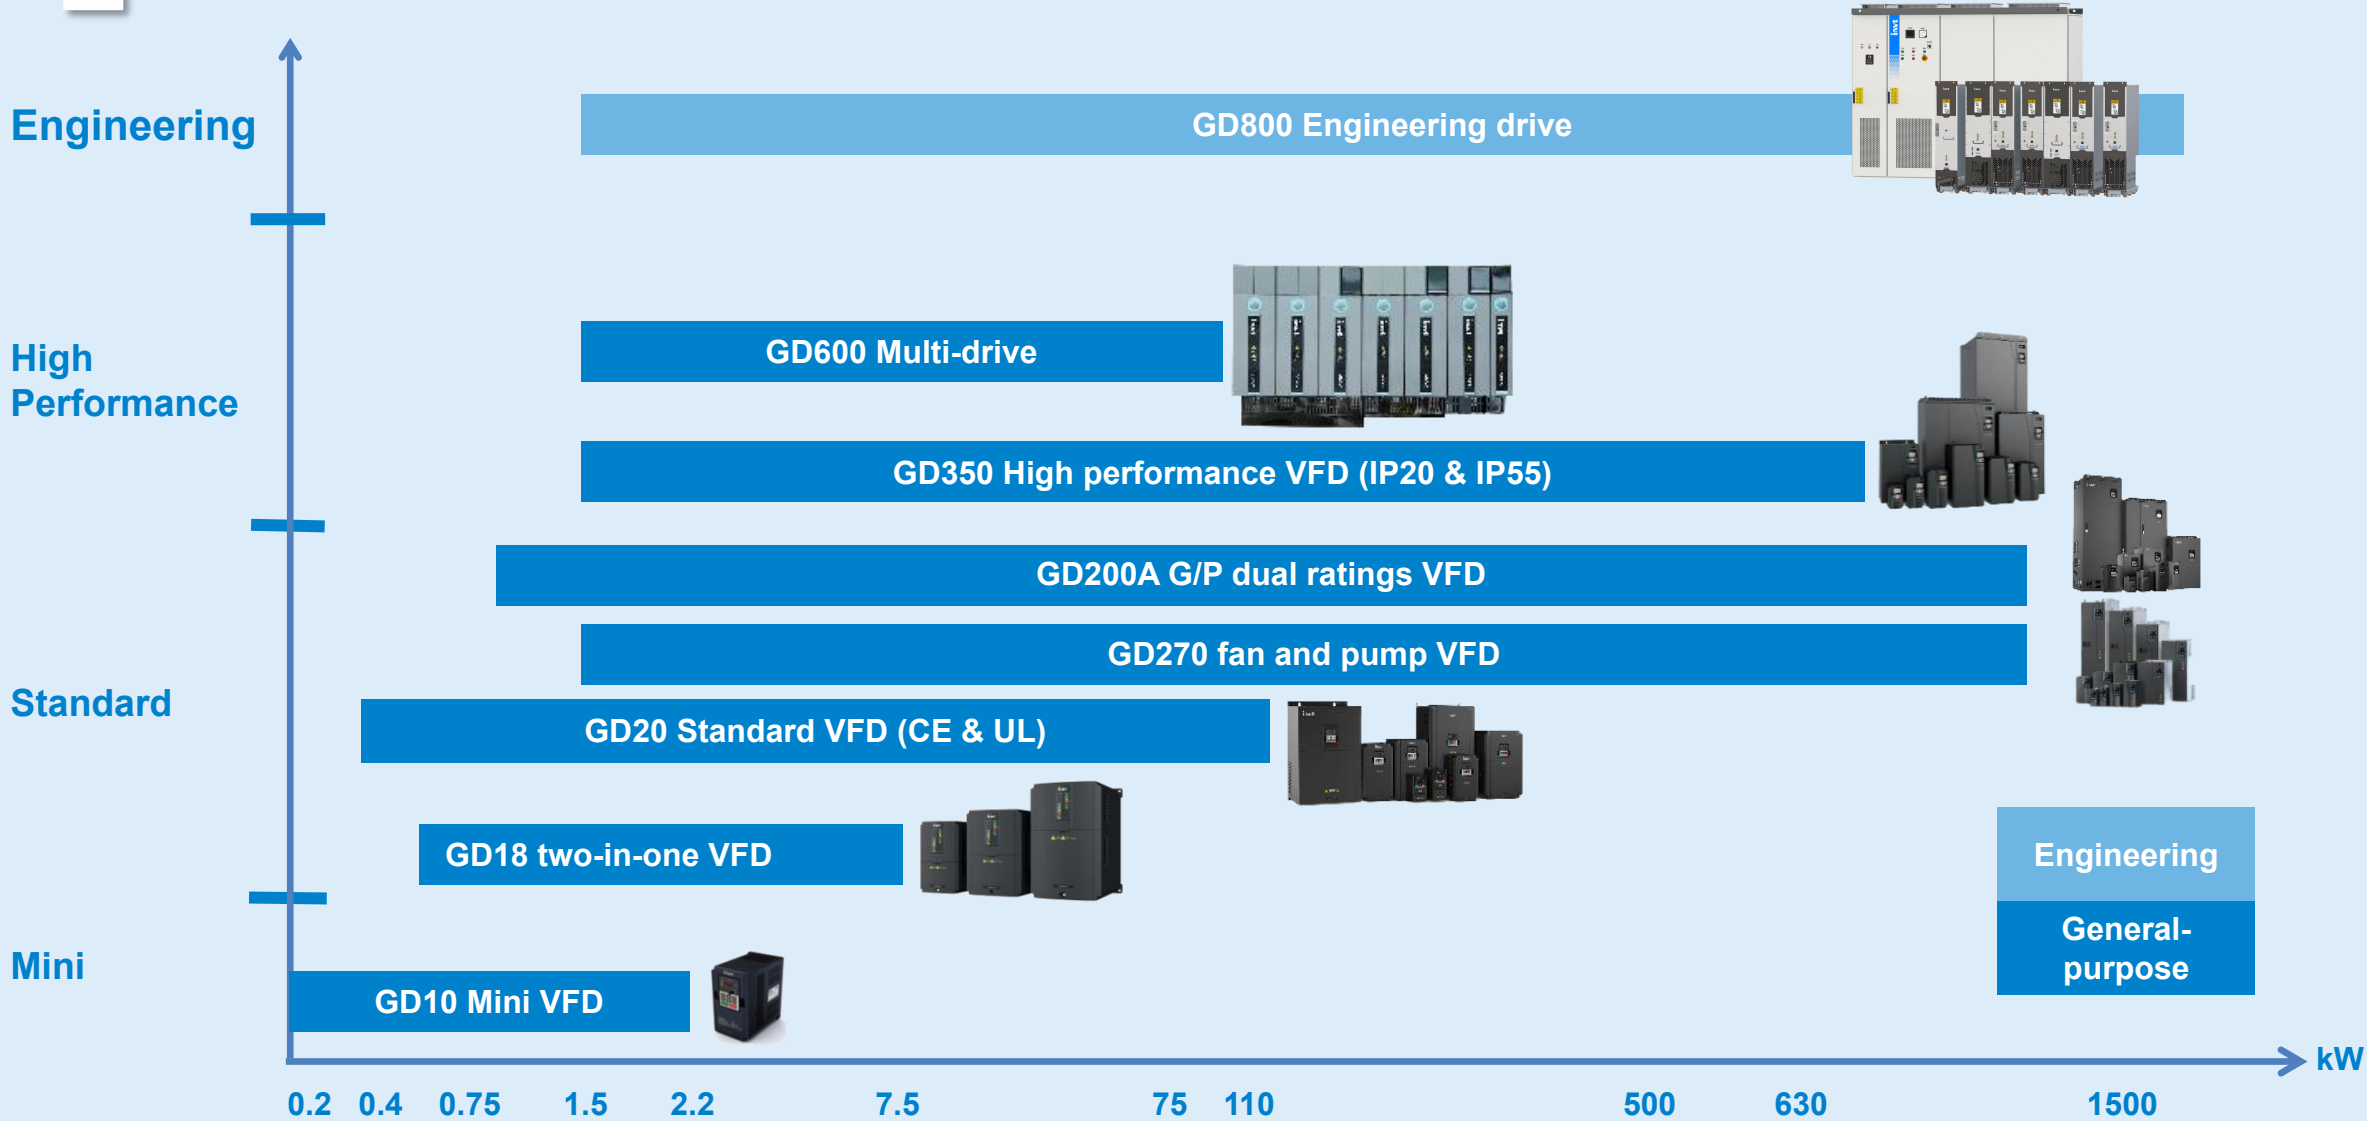 Engineering
GD800 Engineering drive
invt
High
Performance
GD600 Multi-drive
GD350 High performance VFD (IP20 & IP55)
GD200A G/P dual ratings VFD
GD270 fan and pump VFD
Standard
GD20 Standard VFD (CE & UL)
GD18 two-in-one VFD
Engineering
General-
purpose
Mini
GD10 Mini VFD
kW
0.2 0.4 0.75 1.5 2.2 7.5 75 110 500 630 1500